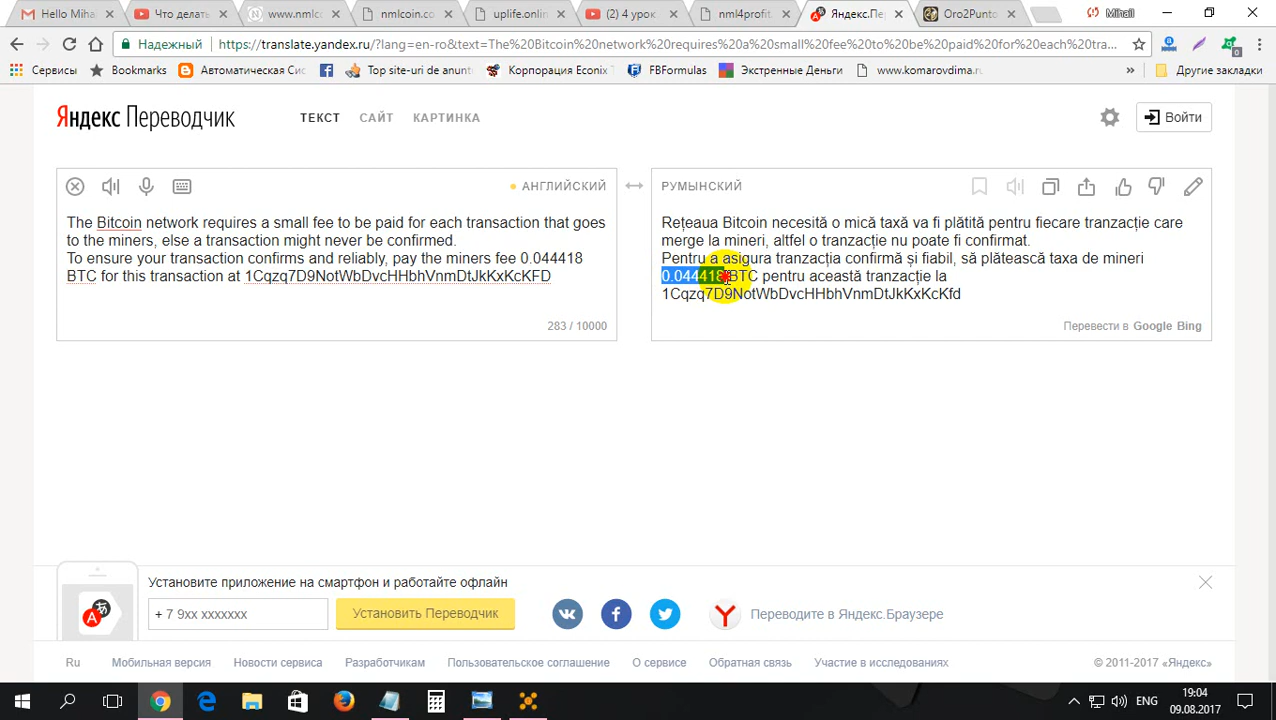 Hello Miha
Что делать
www.nmlc
nmlcoin.co
uplife.onlin
(2) 4 урок
nml4profit.
Яндекс.Пе
Oro2Punto
Mihail
Надежный
https://translate.yandex.ru/?lang=en-ro&text=The%20Bitcoin%20network%20requires%20a%20small%20fee%20to%20be%20paid%20for%20each%20tra...
0
Сервисы
Bookmarks
Автоматическая Сис
Top site-uri de anunt
Корпорация Econix
FBFormulas
Экстренные Деньги
www.komarovdima.ru
»
Другие закладки
Яндекс Переводчик
ТЕКСТ
САЙТ
КАРТИНКА
Войти
АНГЛИЙСКИЙ
РУМЫНСКИЙ
The Bitcoin network requires a small fee to be paid for each transaction that goes
to the miners, else a transaction might never be confirmed.
To ensure your transaction confirms and reliably, pay the miners fee 0.044418
BTC for this transaction at 1Cqzq7D9NotWbDvcHHbhVnmDtJkKxKcKFD
283 / 10000
Rețeaua Bitcoin necesită o mică taxă va fi plătită pentru fiecare tranzacție care
merge la mineri, altfel o tranzacție nu poate fi confirmat.
Pentru a asigura tranzacția confirmă și fiabil, să plătească taxa de mineri
0.044418 BTC pentru această tranzacție la
1Cqzq7D9NotWbDvcHHbhVnmDtJkKxKcKfd
Перевести в Google Bing
Установите приложение на смартфон и работайте офлайн
+ 7 9xx xxxxxxx
Установить Переводчик
Переводите в Яндекс.Браузере
Ru
Мобильная версия
Новости сервиса
Разработчикам
Пользовательское соглашение
О сервисе
Обратная связь
Участие в исследованиях
© 2011-2017 «Яндекс»
ENG
19:04
09.08.2017